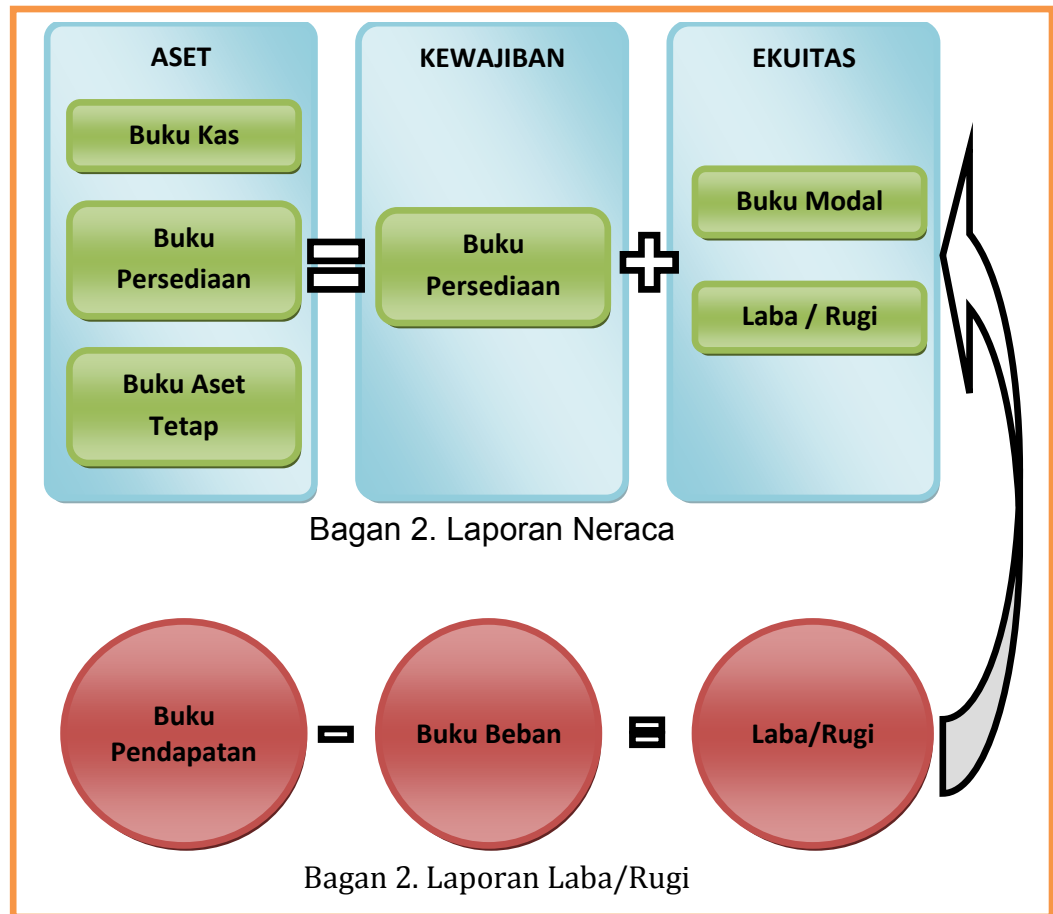 ASET
KEWAJIBAN
EKUITAS
Buku Kas
Buku
Persediaan
Buku Aset
Tetap
=
Buku
Persediaan
+
Buku Modal
Laba / Rugi
Bagan 2. Laporan Neraca
Buku
Pendapatan
-
Buku Beban
=
Laba/Rugi
Bagan 2. Laporan Laba/Rugi